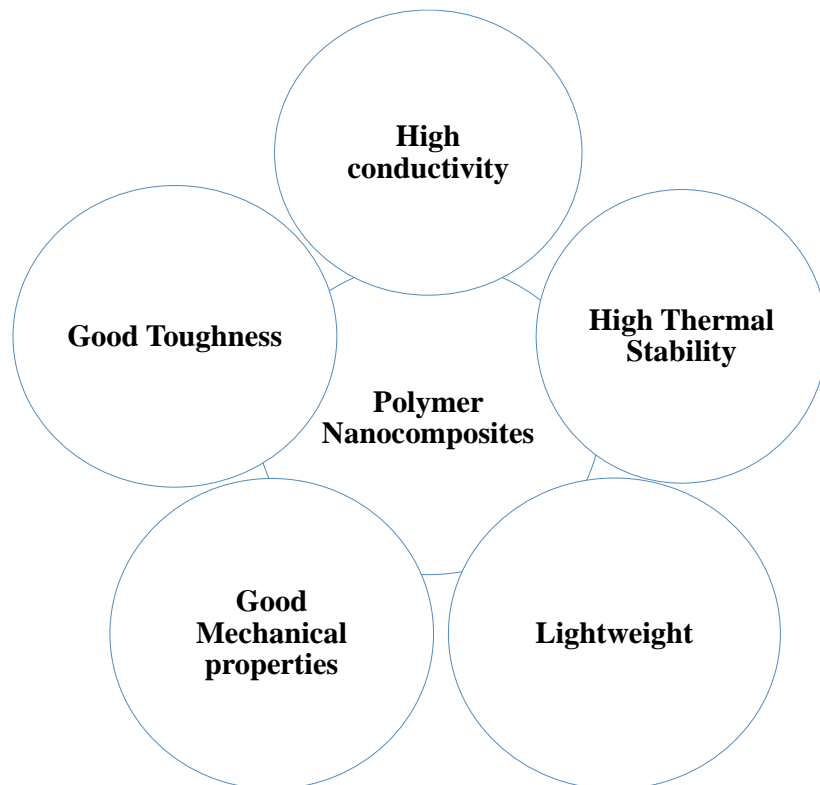 High
conductivity
Good Toughness
High Thermal
Stability
Polymer
Nanocomposites
Good
Mechanical
properties
Lightweight